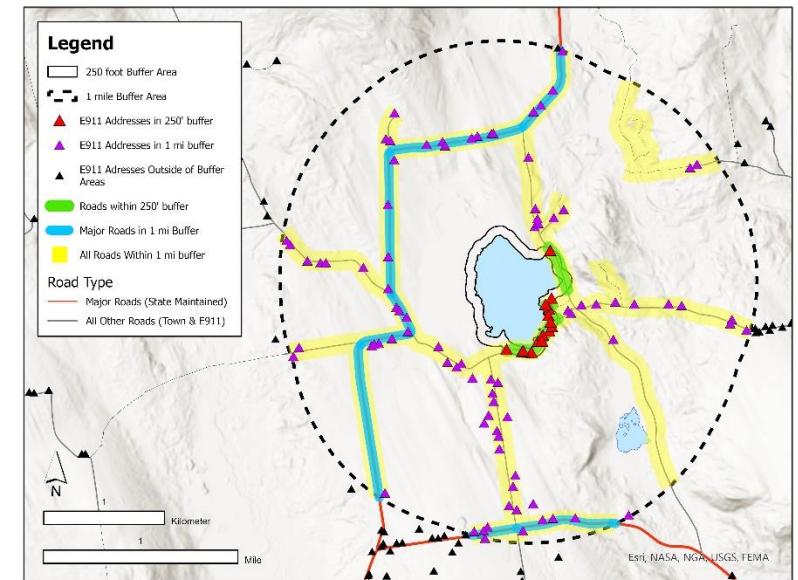 Legend
250 foot Buffer Area
1 mile Buffer Area
E911 Addresses in 250' buffer
E911 Addresses in 1 mi buffer
E911 Adresses Outside of Buffer
Areas
Roads within 250' buffer
Major Roads in 1 mi Buffer
All Roads Within 1 mi buffer
Road Type
Major Roads (State Maintained)
All Other Roads (Town & E911)
N
1
Kilometer
1
Mile
Esri, NASA, NGA, USGS, FEMA